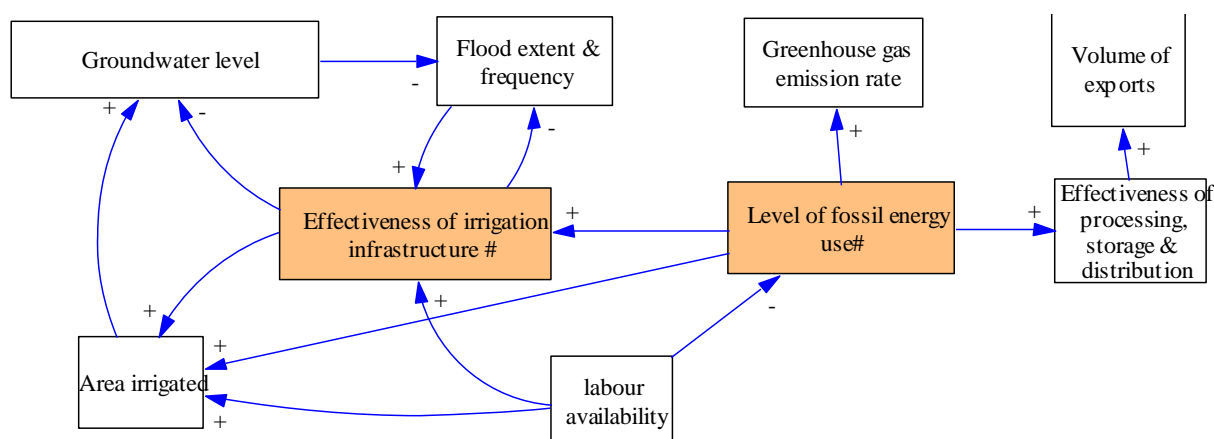 Groundwater level
Flood extent &
frequency
Greenhouse gas
emission rate
Volume of
exports
-
+
-
+
-
+
+
Effectiveness of irrigation
infrastructure #
+
Level of fossil energy
use#
+
Effectiveness of
processing,
storage &
distribution
+
+
-
+
Area irrigated
labour
availability
+